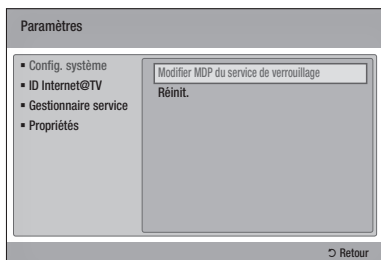 Paramètres
▪ Config. système
▪ ID Internet@TV
▪ Gestionnaire service
▪ Propriétés
Modifier MDP du service de verrouillage
Réinit.
⮌ Retour